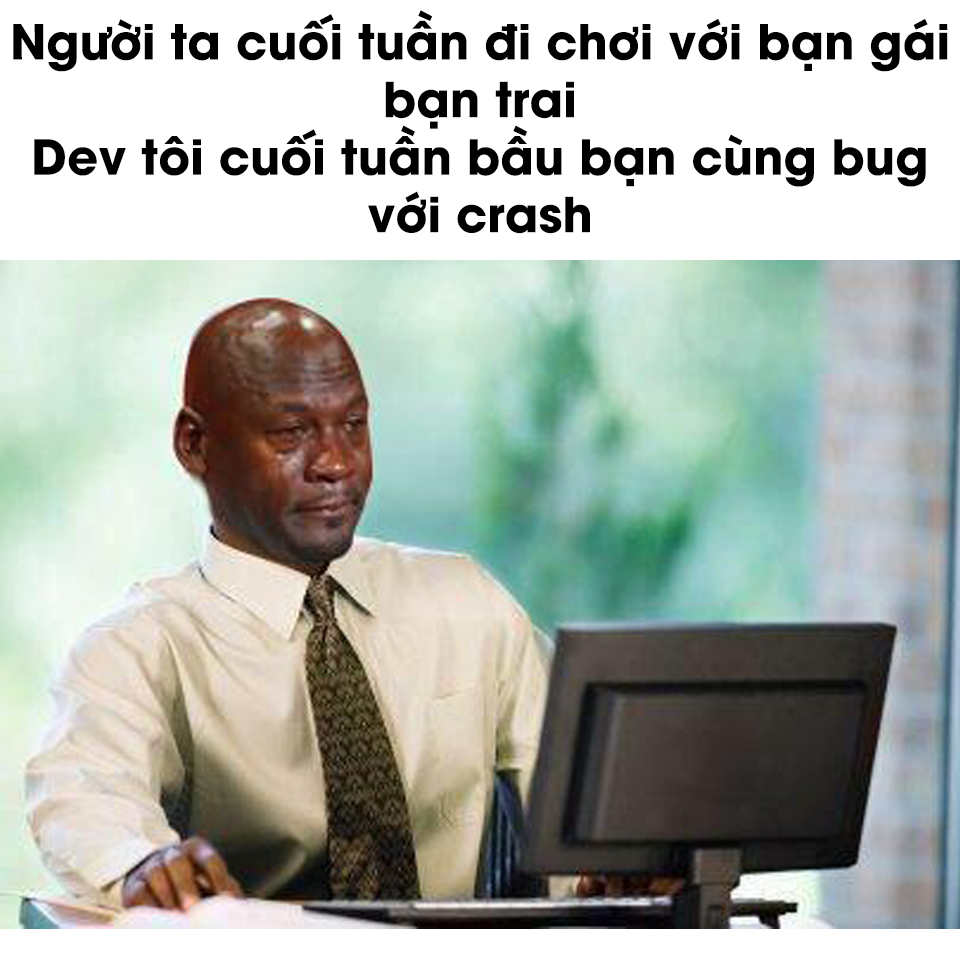 Người ta cuối tuần đi chơi với bạn gái
bạn trai
Dev tôi cuối tuần bầu bạn cùng bug
với crash